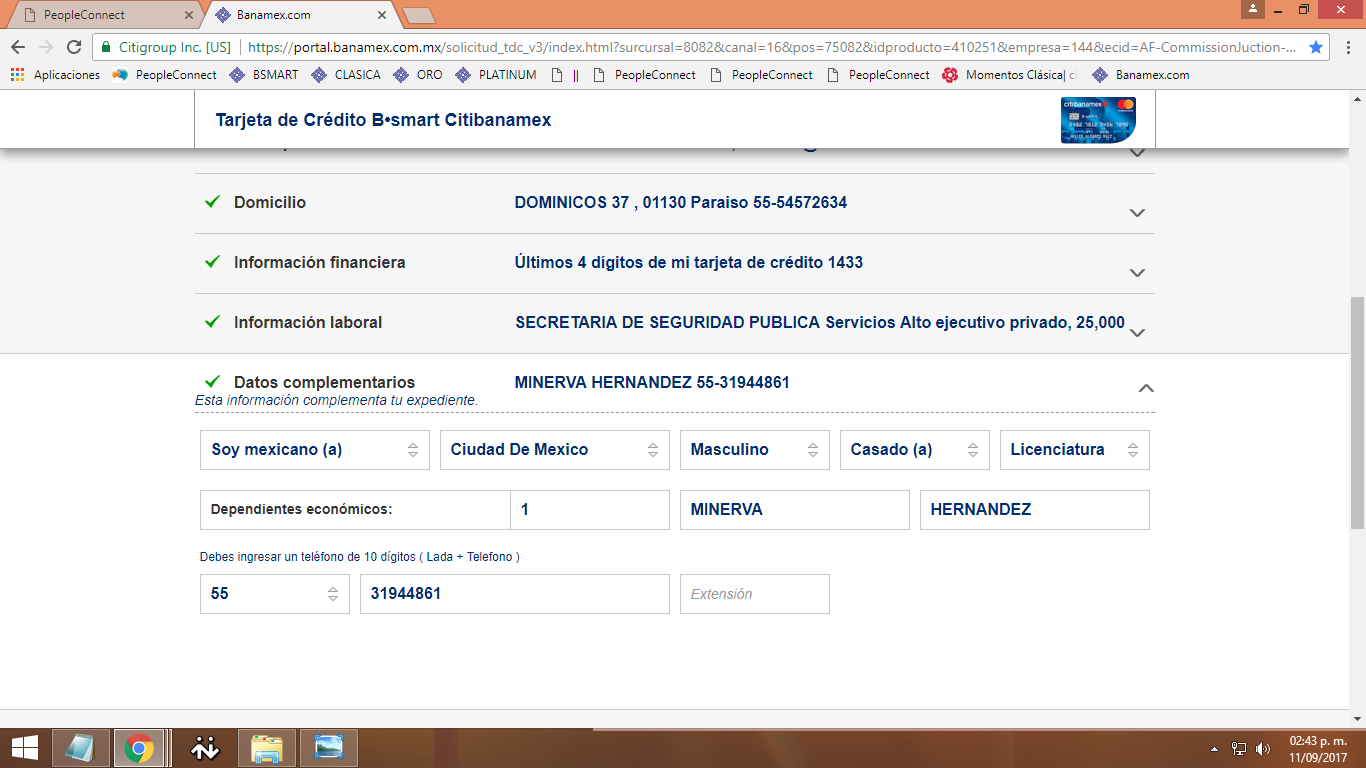 PeopleConnect
Banamex.com
Citigroup Inc. [US] https://portal.banamex.com.mx/solicitud_tdc_v3/index.html?surcursal=8082&canal=16&pos=75082&idproducto=410251&empresa=144&ecid=AF-CommissionJuction-...
Aplicaciones PeopleConnect BSMART CLASICA ORO PLATINUM || PeopleConnect PeopleConnect PeopleConnect Momentos Clásica| Banamex.com
Tarjeta de Crédito B•smart Citibanamex
citibanamex
Domicilio DOMINICOS 37 , 01130 Paraiso 55-54572634
Información financiera Últimos 4 dígitos de mi tarjeta de crédito 1433
Información laboral SECRETARIA DE SEGURIDAD PUBLICA Servicios Alto ejecutivo privado, 25,000
Datos complementarios MINERVA HERNANDEZ 55-31944861
Esta información complementa tu expediente.
Soy mexicano (a) Ciudad De Mexico Masculino Casado (a) Licenciatura
Dependientes económicos: 1 MINERVA HERNANDEZ
Debes ingresar un teléfono de 10 dígitos ( Lada + Telefono )
55 31944861 Extensión
02:43 p. m.
11/09/2017